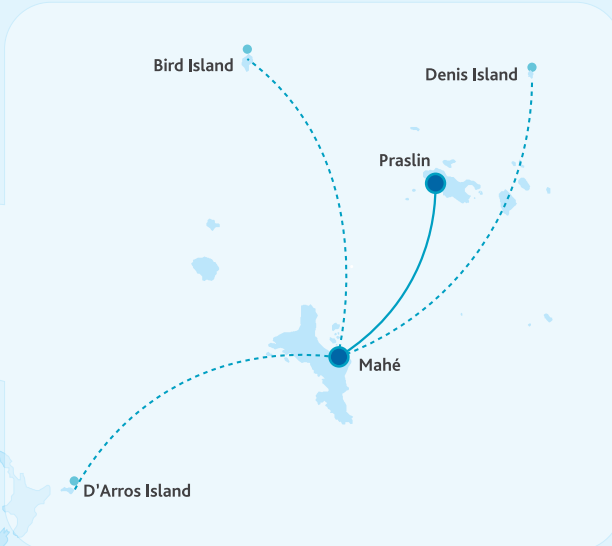 Bird Island
Denis Island
Praslin
Mahé
D'Arros Island